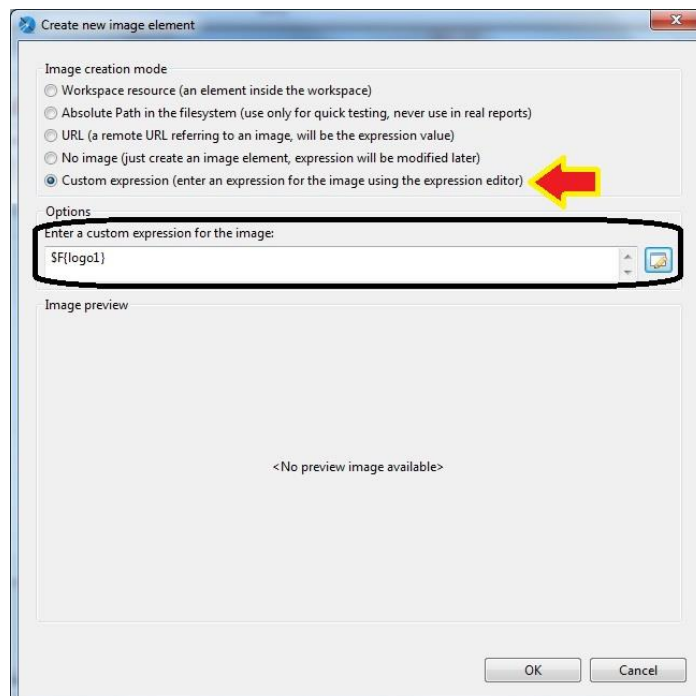 Create new image element
Image creation mode
Workspace resource (an element inside the workspace)
Absolute Path in the filesystem (use only for quick testing, never use in real reports)
URL (a remote URL referring to an image, will be the expression value)
No image (just create an image element, expression will be modified later)
Custom expression (enter an expression for the image using the expression editor)
Options
Enter a custom expression for the image:
$F{logo1}
Image preview
<No preview image available>
OK Cancel